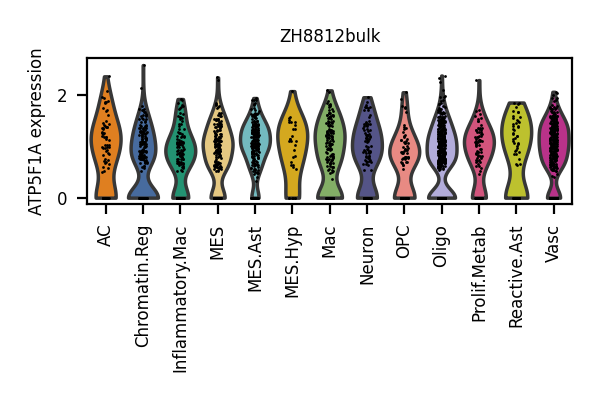 ZH8812bulk
ATP5F1A expression
2
0
AC
Chromatin.Reg
Inflammatory.Mac
MES
MES.Ast
MES.Hyp
Mac
Neuron
OPC
Oligo
Prolif.Metab
Reactive.Ast
Vasc